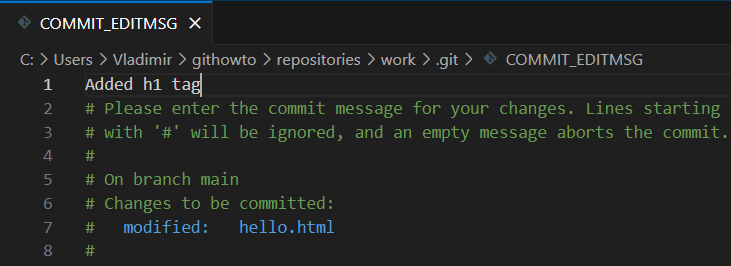 COMMIT_EDITMSG ×
C: > Users > Vladimir > githowto > repositories > work > .git > COMMIT_EDITMSG
1 Added h1 tag
2 # Please enter the commit message for your changes. Lines starting
3 # with '#' will be ignored, and an empty message aborts the commit.
4 #
5 # On branch main
6 # Changes to be committed:
7 #   modified:   hello.html
8 #